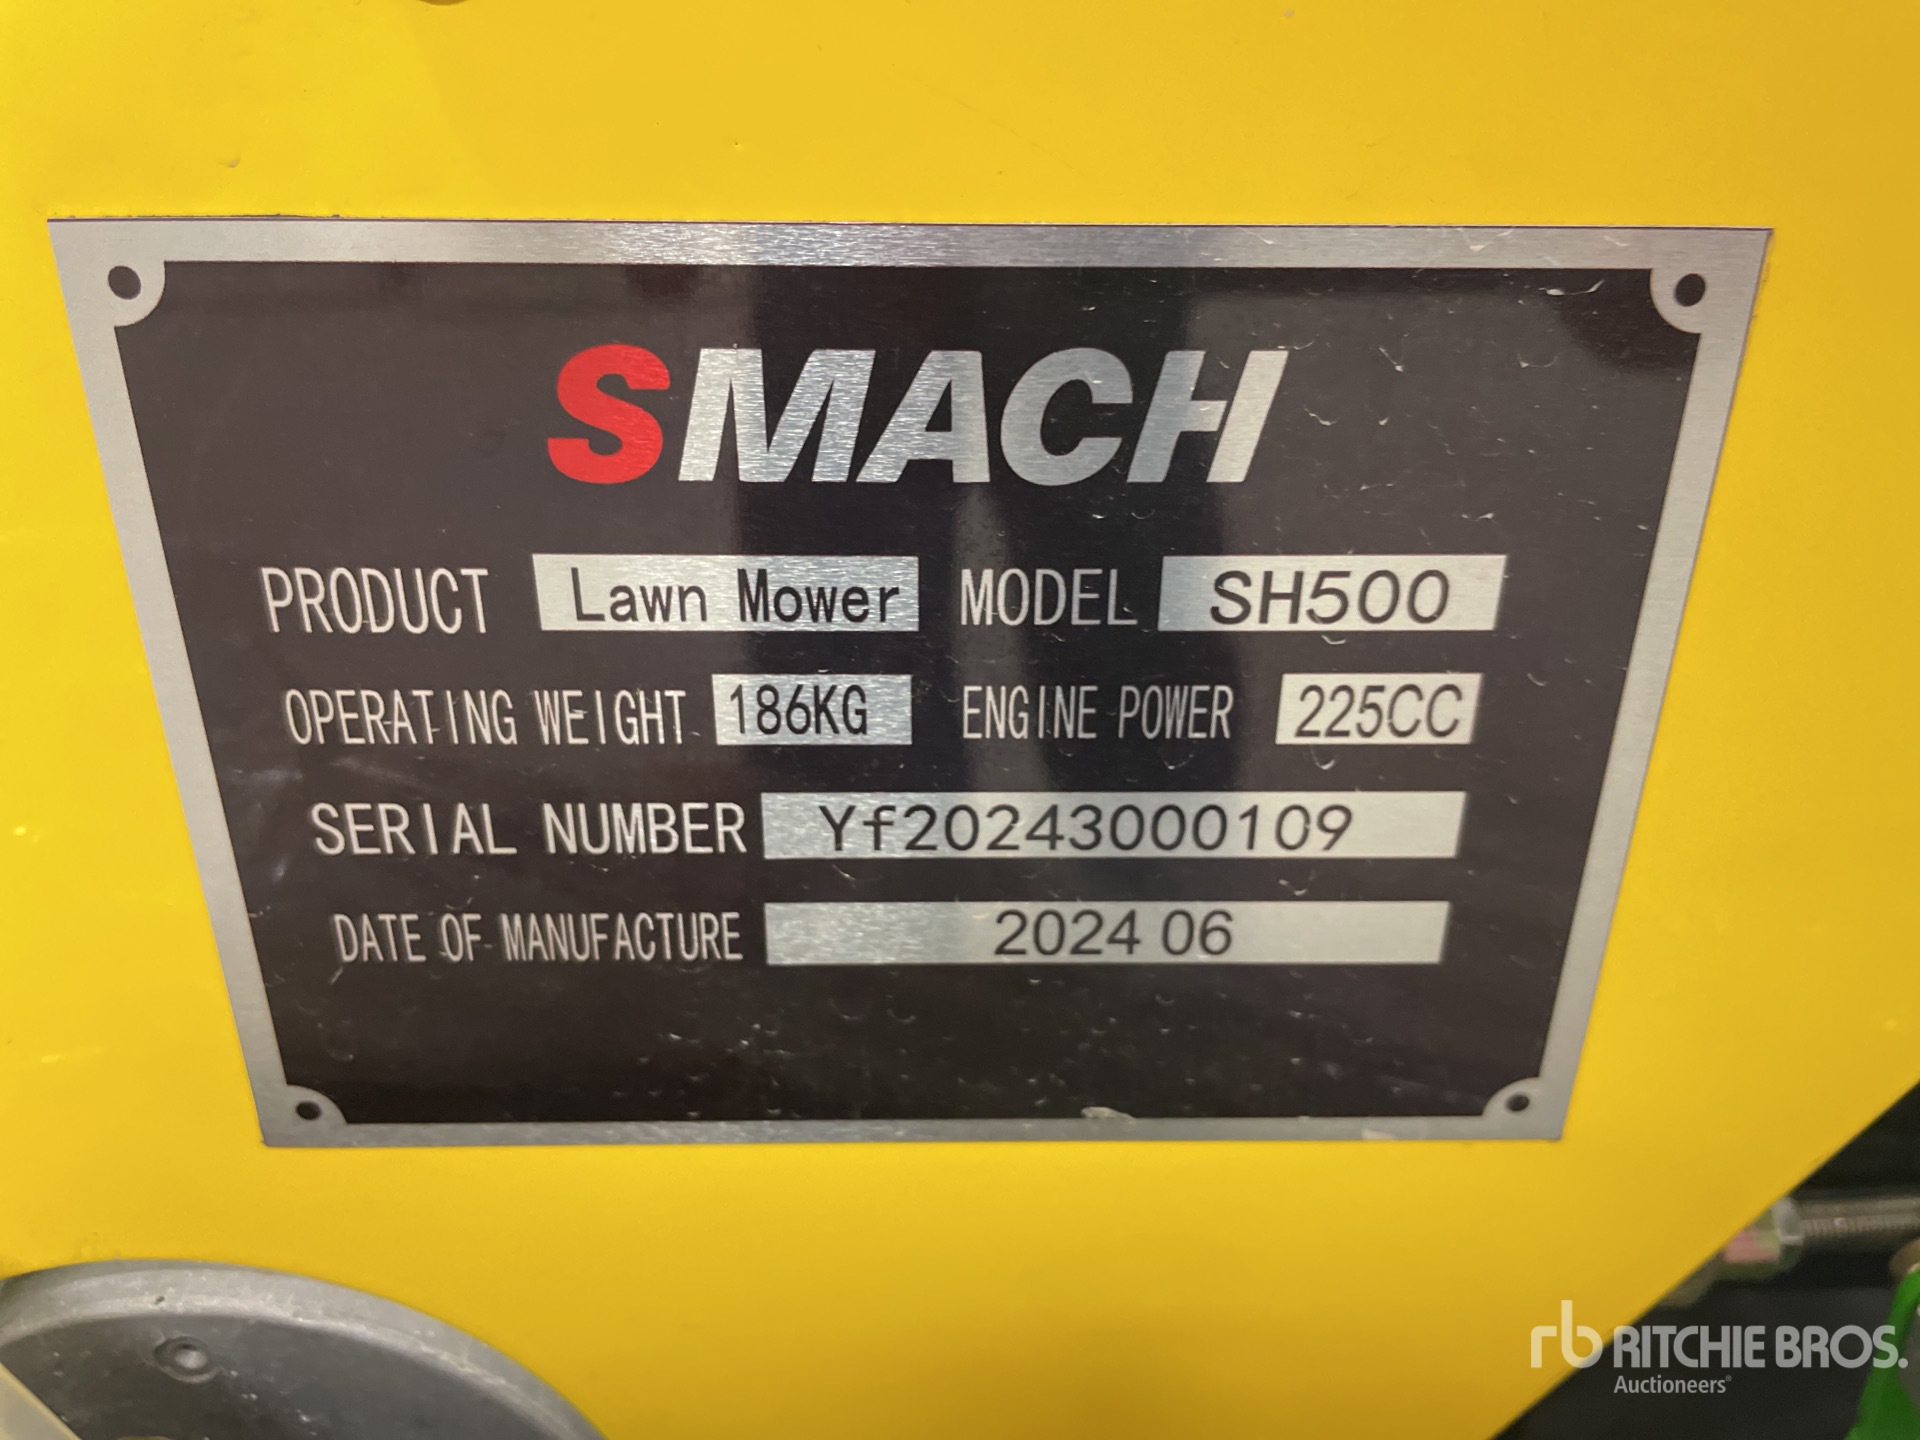 SMACH
PRODUCT Lawn Mower MODEL SH500
OPERATING WEIGHT 186KG ENGINE POWER 225CC
SERIAL NUMBER Yf20243000109
DATE OF MANUFACTURE 2024 06
rb RITCHIE BROS.
Auctioneers®